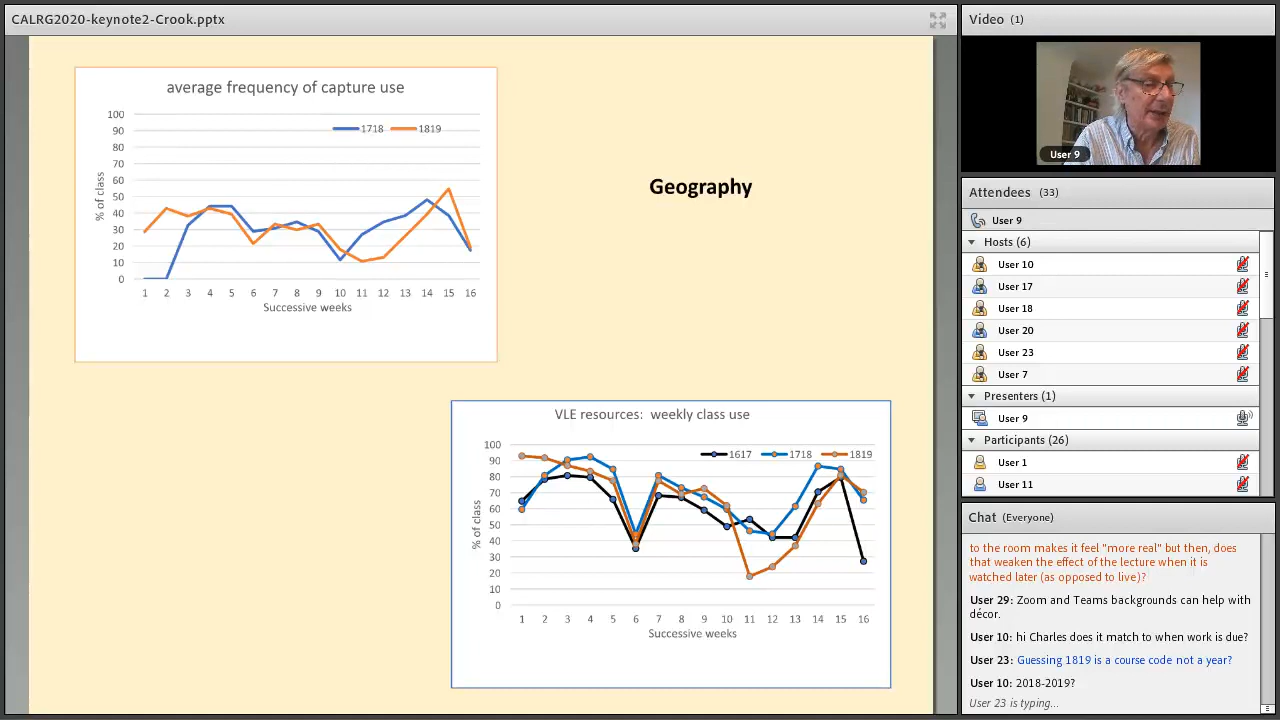 CALRG2020-keynote2-Crook.pptx
average frequency of capture use
100
90
80
70
60
50
40
30
20
10
0
% of class
1718 1819
1 2 3 4 5 6 7 8 9 10 11 12 13 14 15 16
Successive weeks
Geography
VLE resources: weekly class use
100
90
80
70
60
50
40
30
20
10
0
% of class
1617 1718 1819
1 2 3 4 5 6 7 8 9 10 11 12 13 14 15 16
Successive weeks
Video (1)
User 9
Attendees (33)
User 9
Hosts (6)
User 10
User 17
User 18
User 20
User 23
User 7
Presenters (1)
User 9
Participants (26)
User 1
User 11
Chat (Everyone)
to the room makes it feel "more real" but then, does
that weaken the effect of the lecture when it is
watched later (as opposed to live)?
User 29: Zoom and Teams backgrounds can help with
décor.
User 10: hi Charles does it match to when work is due?
User 23: Guessing 1819 is a course code not a year?
User 10: 2018-2019?
User 23 is typing...